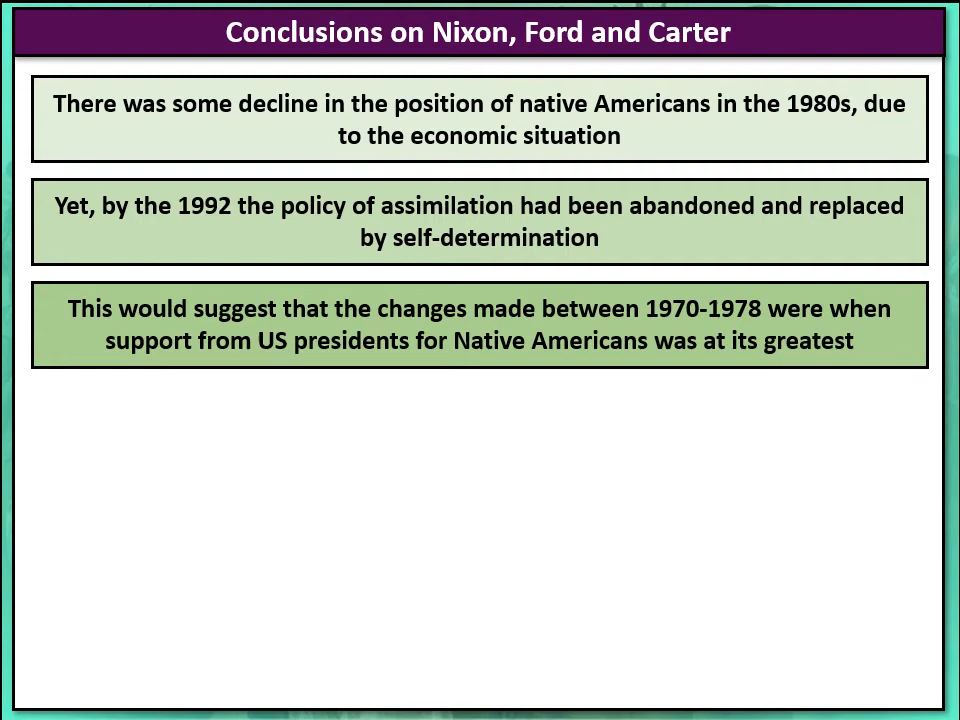 Conclusions on Nixon, Ford and Carter
There was some decline in the position of native Americans in the 1980s, due
to the economic situation
Yet, by the 1992 the policy of assimilation had been abandoned and replaced
by self-determination
This would suggest that the changes made between 1970-1978 were when
support from US presidents for Native Americans was at its greatest